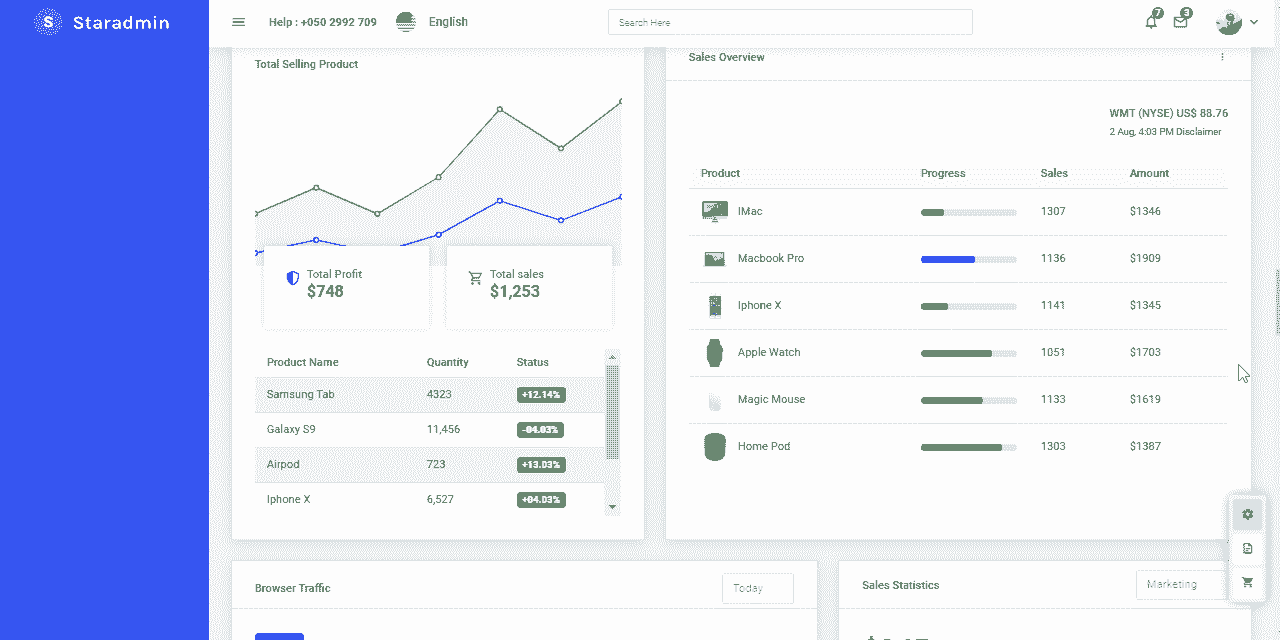 S Staradmin
Help : +050 2992 709
English
Search Here
7
3
Total Selling Product
Total Profit
$748
Total sales
$1,253
Product Name Quantity Status
Samsung Tab 4323 +12.14%
Galaxy S9 11,456 -04.03%
Airpod 723 +13.03%
Iphone X 6,527 +04.03%
Sales Overview
WMT (NYSE) US$ 88.76
2 Aug, 4:03 PM Disclaimer
Product Progress Sales Amount
IMac 1307 $1346
Macbook Pro 1136 $1909
Iphone X 1141 $1345
Apple Watch 1051 $1703
Magic Mouse 1133 $1619
Home Pod 1303 $1387
Browser Traffic
Today
Sales Statistics
Marketing